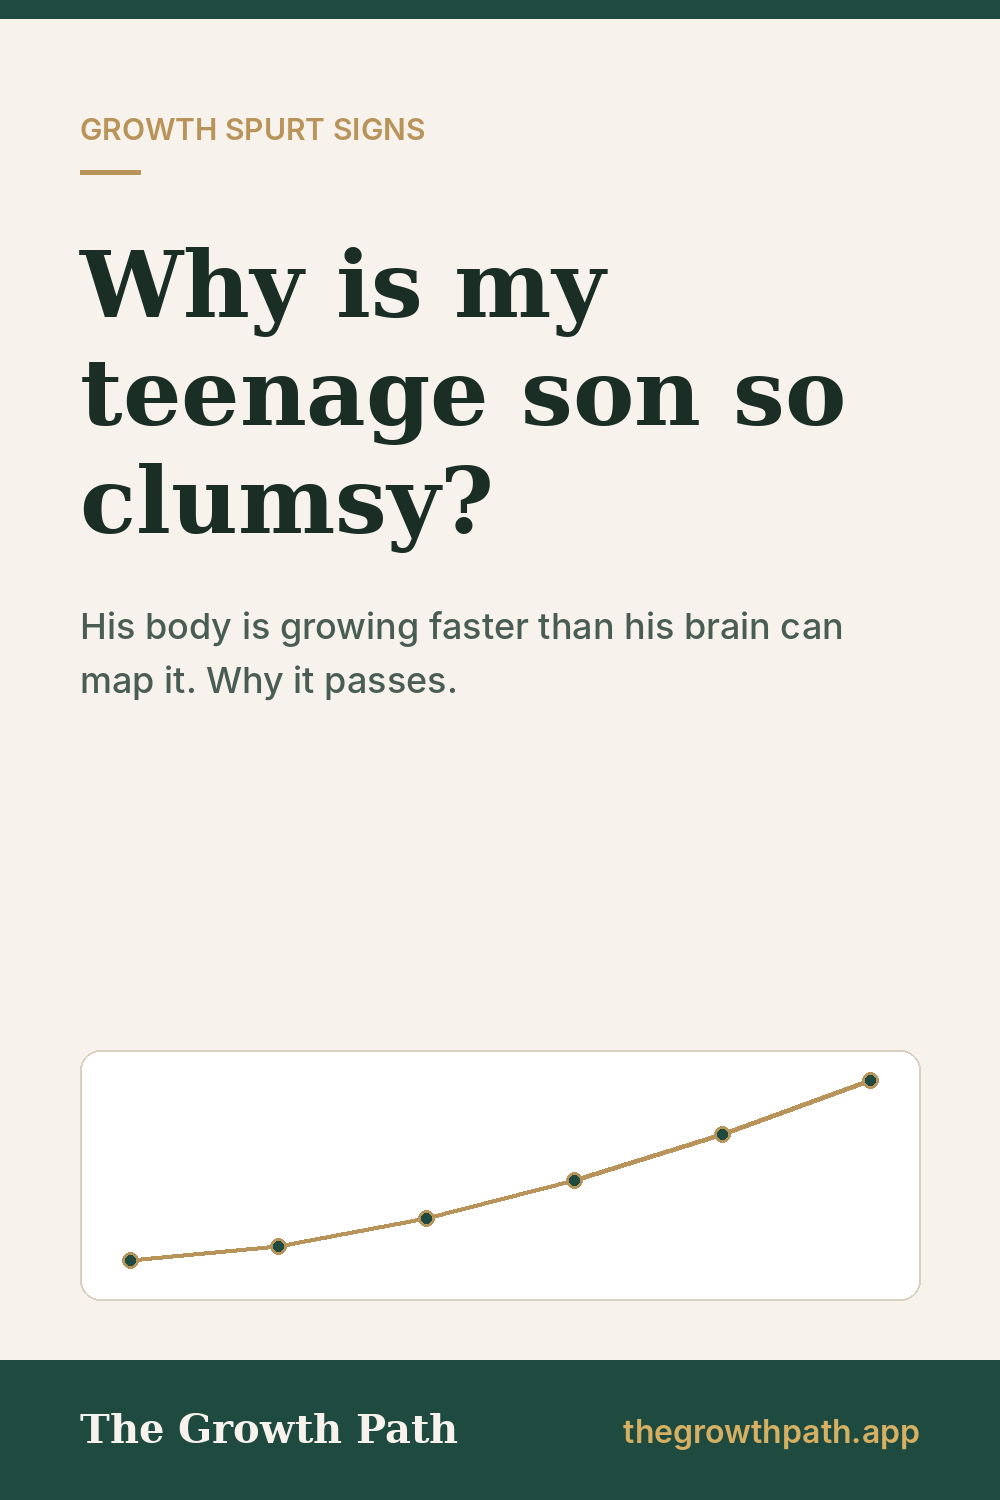 GROWTH SPURT SIGNS
Why is my
teenage son so
clumsy?
His body is growing faster than his brain can
map it. Why it passes.
The Growth Path
thegrowthpath.app